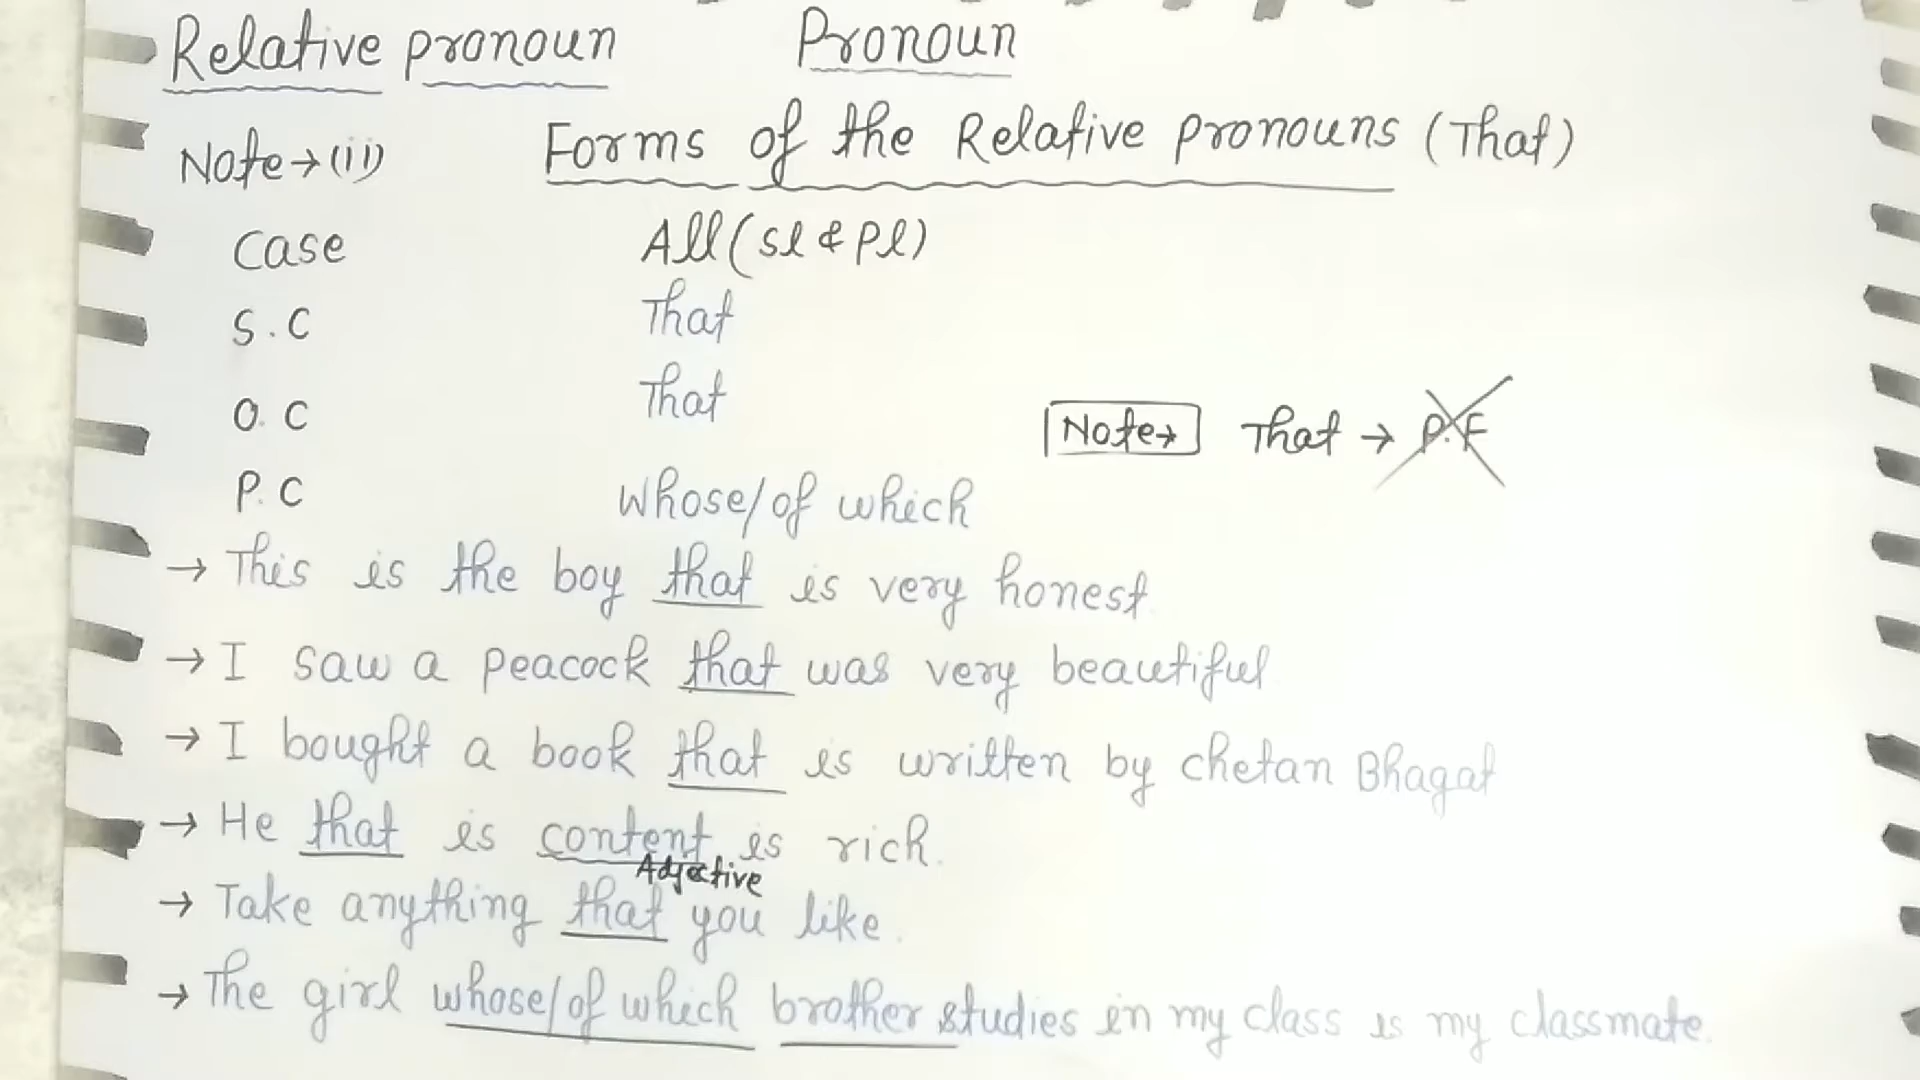 Relative pronoun Pronoun
Note→(ii) Forms of the Relative pronouns (That)
Case All (Sl & Pl)
S.C That
O.C That
Note→ That → P.F
P.C Whose/of which
→ This is the boy that is very honest.
→ I saw a peacock that was very beautiful
→ I bought a book that is written by chetan Bhagat
→ He that is content is rich.
Adjective
→ Take anything that you like.
→ The girl whose/of which brother studies in my class is my classmate.